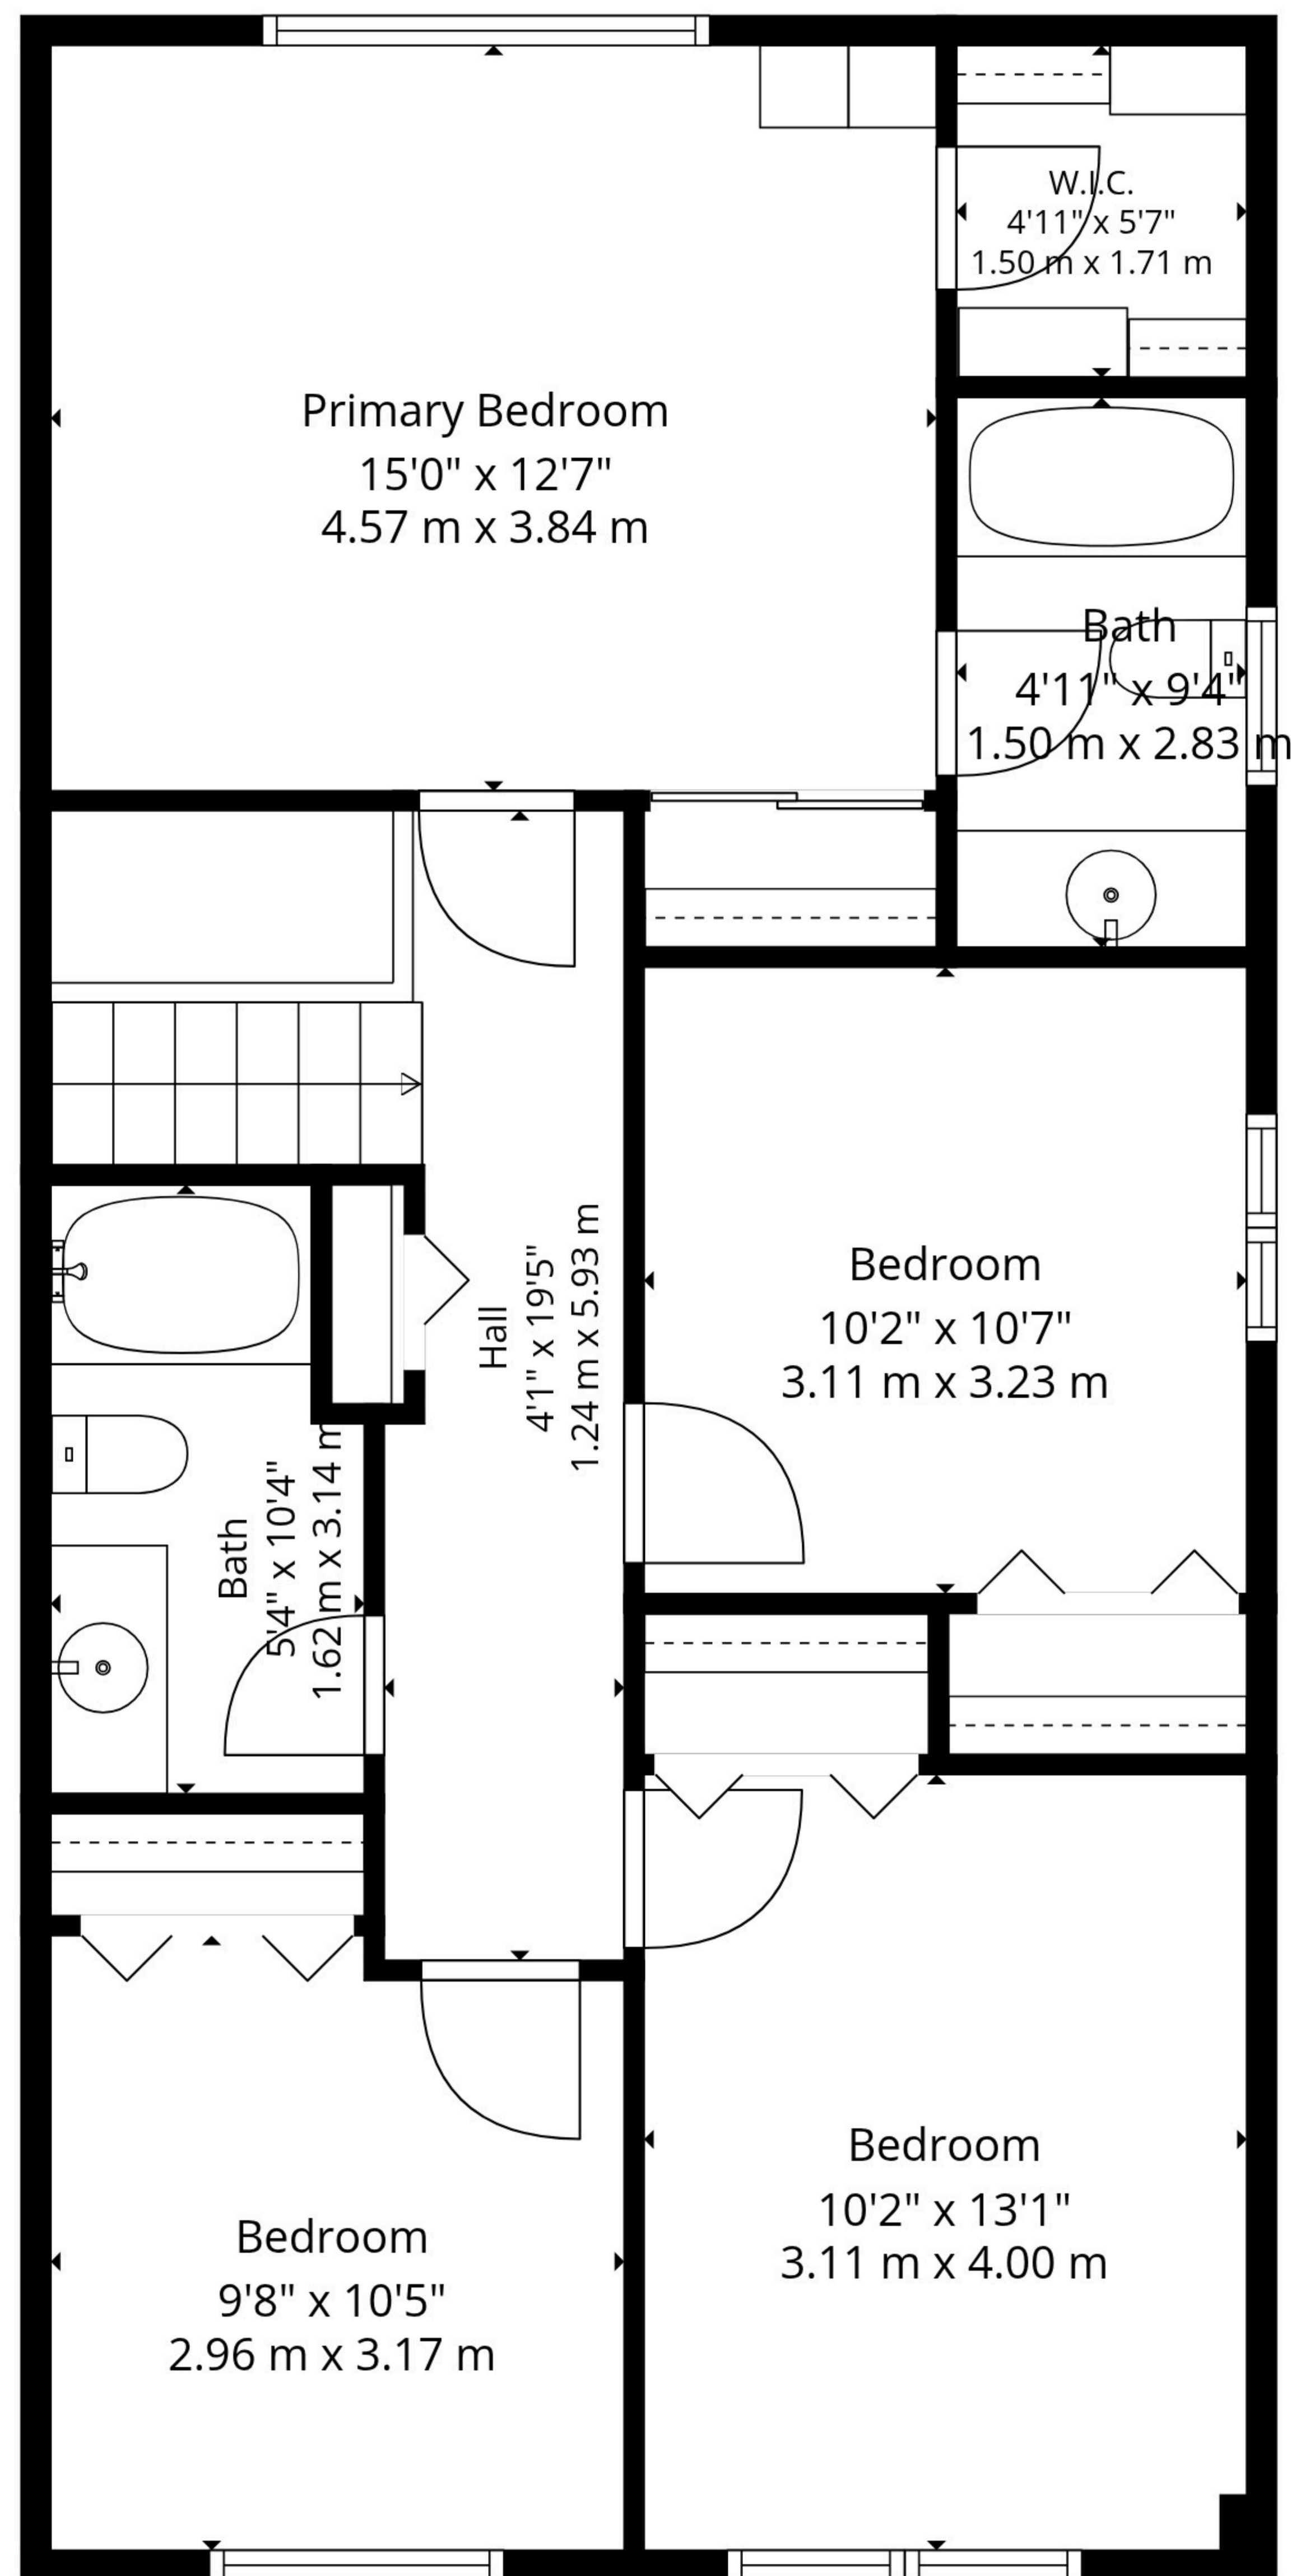 W.I.C.
4'11" x 5'7"
1.50 m x 1.71 m
Primary Bedroom
15'0" x 12'7"
4.57 m x 3.84 m
Bath
4'11" x 9'4"
1.50 m x 2.83 m
Hall
4'1" x 19'5"
1.24 m x 5.93 m
Bedroom
10'2" x 10'7"
3.11 m x 3.23 m
Bath
5'4" x 10'4"
1.62 m x 3.14 m
Bedroom
10'2" x 13'1"
3.11 m x 4.00 m
Bedroom
9'8" x 10'5"
2.96 m x 3.17 m